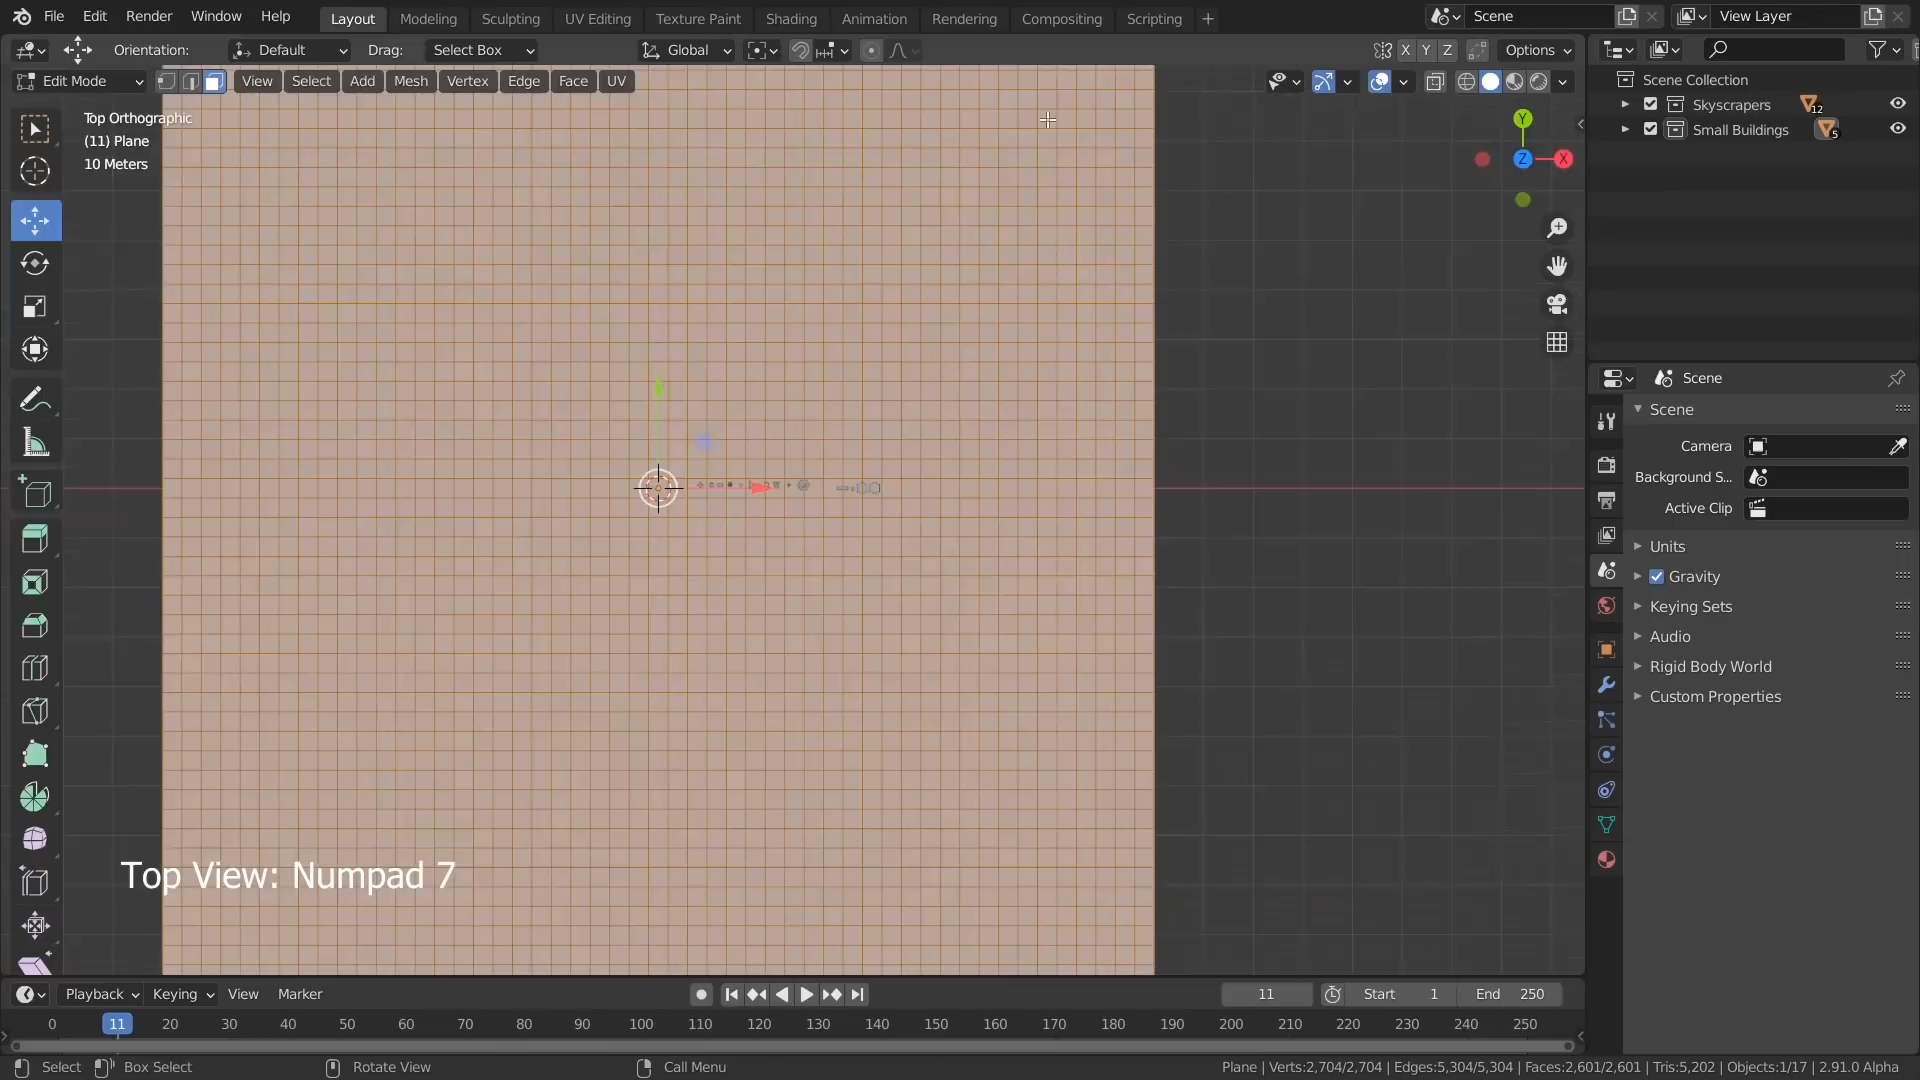 File Edit Render Window Help Layout Modeling Sculpting UV Editing Texture Paint Shading Animation Rendering Compositing Scripting + Scene View Layer
Orientation: Default Drag: Select Box Global X Y Z Options
Edit Mode View Select Add Mesh Vertex Edge Face UV
Scene Collection
Skyscrapers 12
Small Buildings 5
Top Orthographic
(11) Plane
10 Meters
Y
Z X
Scene
Scene
Camera
Background S...
Active Clip
Units
Gravity
Keying Sets
Audio
Rigid Body World
Custom Properties
Top View: Numpad 7
Playback Keying View Marker 11 Start 1 End 250
0 11 20 30 40 50 60 70 80 90 100 110 120 130 140 150 160 170 180 190 200 210 220 230 240 250
Select Box Select Rotate View Call Menu Plane | Verts:2,704/2,704 | Edges:5,304/5,304 | Faces:2,601/2,601 | Tris:5,202 | Objects:1/17 | 2.91.0 Alpha